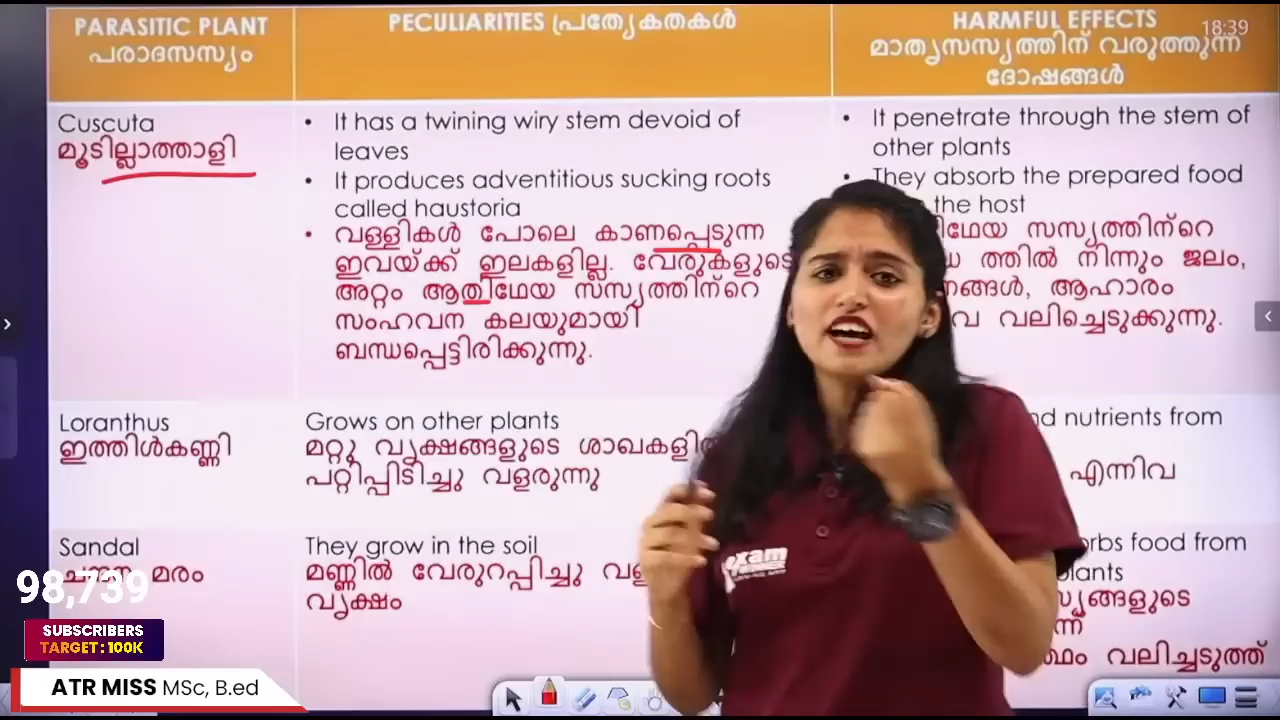 PARASITIC PLANT
പരാദസസ്യം
PECULIARITIES പ്രത്യേകതകൾ
HARMFUL EFFECTS
മാതൃസസ്യത്തിന് വരുത്തുന്ന
ദോഷങ്ങൾ
18:39
Cuscuta
മൂടില്ലാത്താളി
• It has a twining wiry stem devoid of
leaves
• It produces adventitious sucking roots
called haustoria
• വള്ളികൾ പോലെ കാണപ്പെടുന്ന
ഇവയ്ക്ക് ഇലകളില്ല. വേരുകളുടെ
അറ്റം ആതിഥേയ സസ്യത്തിന്റെ
സംഹവന കലയുമായി
ബന്ധപ്പെട്ടിരിക്കുന്നു.
• It penetrate through the stem of
other plants
• They absorb the prepared food
the host
സസ്യത്തിന്റെ
ത്തിൽ നിന്നും ജലം,
ആഹാരം
വലിച്ചെടുക്കുന്നു.
Loranthus
ഇത്തിൾകണ്ണി
Grows on other plants
മറ്റു വൃക്ഷങ്ങളുടെ
പറ്റിപ്പിടിച്ചു വളരുന്നു
nutrients from
എന്നിവ
Sandal
മരം
They grow in the soil
മണ്ണിൽ വേരുറപ്പിച്ചു
വൃക്ഷം
food from
plants
വലിച്ചടുത്ത്
98,739
SUBSCRIBERS
TARGET : 100K
ATR MISS MSc, B.ed
exam